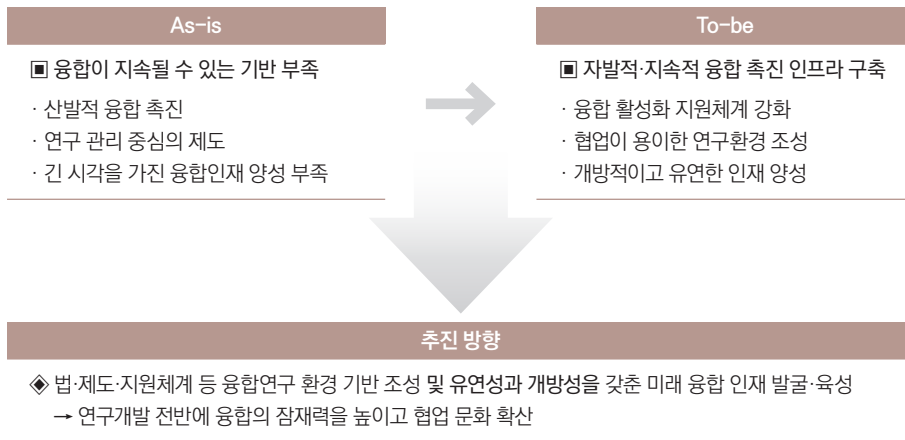 As-is
▣ 융합이 지속될 수 있는 기반 부족
· 산발적 융합 촉진
· 연구 관리 중심의 제도
· 긴 시각을 가진 융합인재 양성 부족
To-be
▣ 자발적·지속적 융합 촉진 인프라 구축
· 융합 활성화 지원체계 강화
· 협업이 용이한 연구환경 조성
· 개방적이고 유연한 인재 양성
추진 방향
◈ 법·제도·지원체계 등 융합연구 환경 기반 조성 및 유연성과 개방성을 갖춘 미래 융합 인재 발굴·육성
→ 연구개발 전반에 융합의 잠재력을 높이고 협업 문화 확산